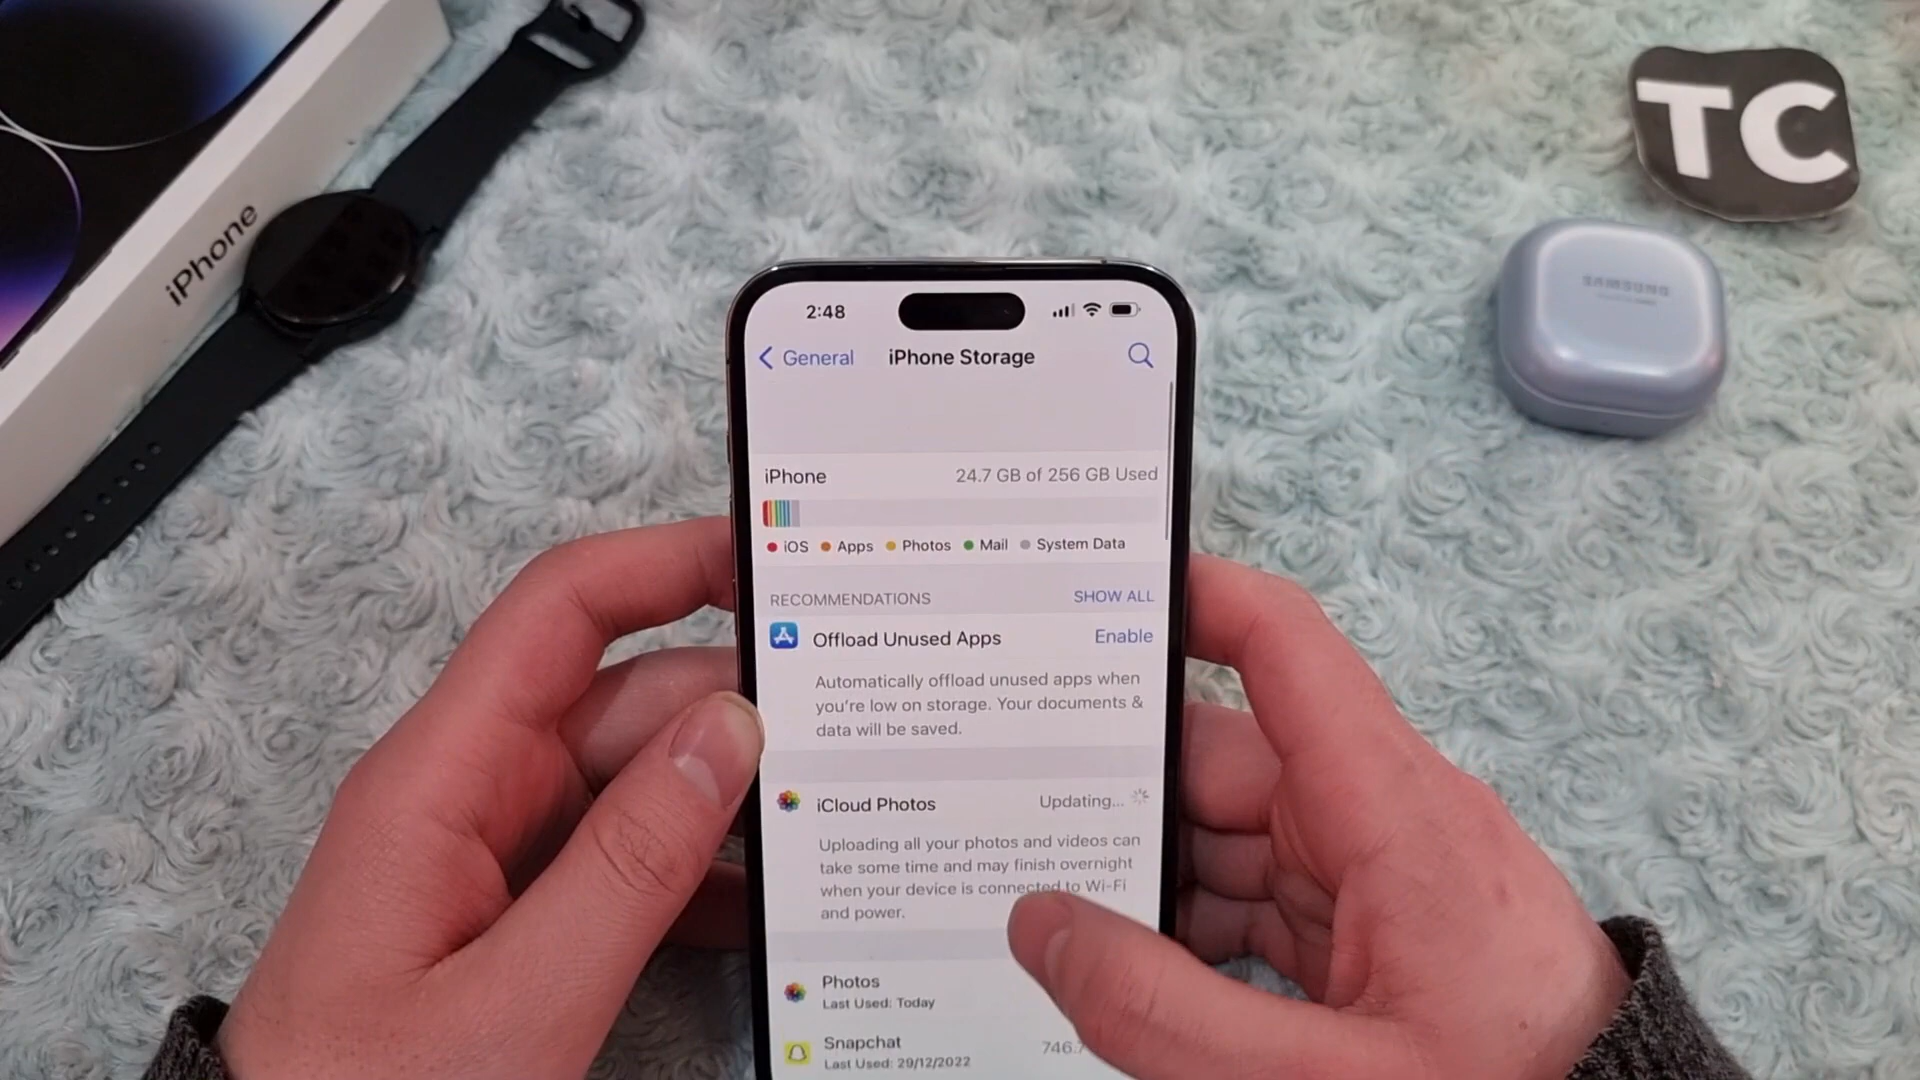 iPhone
TC
SAMSUNG
2:48
General
iPhone Storage
iPhone
24.7 GB of 256 GB Used
iOS
Apps
Photos
Mail
System Data
RECOMMENDATIONS
SHOW ALL
Offload Unused Apps
Enable
Automatically offload unused apps when
you're low on storage. Your documents &
data will be saved.
iCloud Photos
Updating...
Uploading all your photos and videos can
take some time and may finish overnight
when your device is connected to Wi-Fi
and power.
Photos
Last Used: Today
Snapchat
746.7
Last Used: 29/12/2022